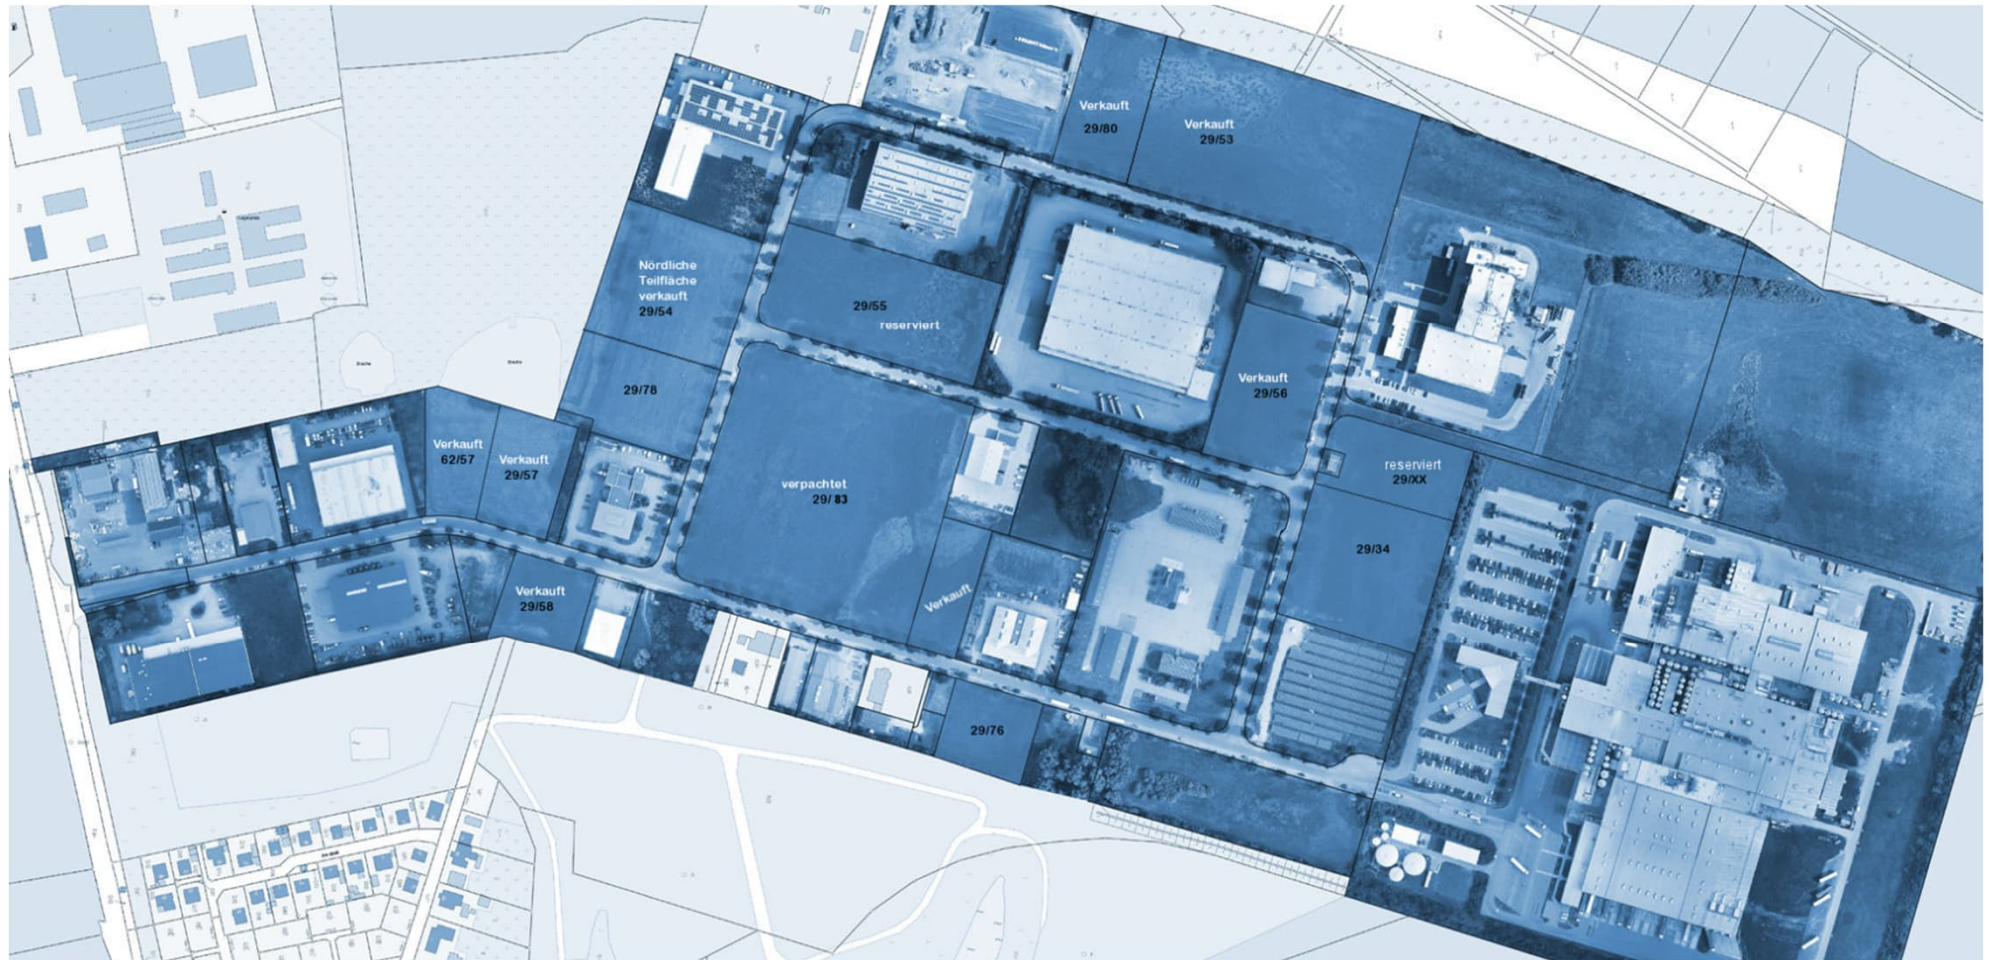 Verkauft
29/80
Verkauft
29/53
Nördliche
Teilfläche
verkauft
29/54
29/55
reserviert
29/78
Verkauft
29/56
Verkauft
62/57
Verkauft
29/57
verpachtet
29/ 83
reserviert
29/XX
29/34
Verkauft
29/58
Verkauft
29/76